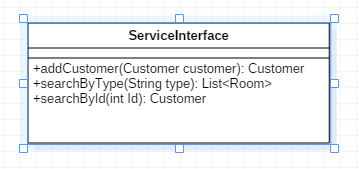 ServiceInterface
+addCustomer(Customer customer): Customer
+searchByType(String type): List<Room>
+searchById(int Id): Customer